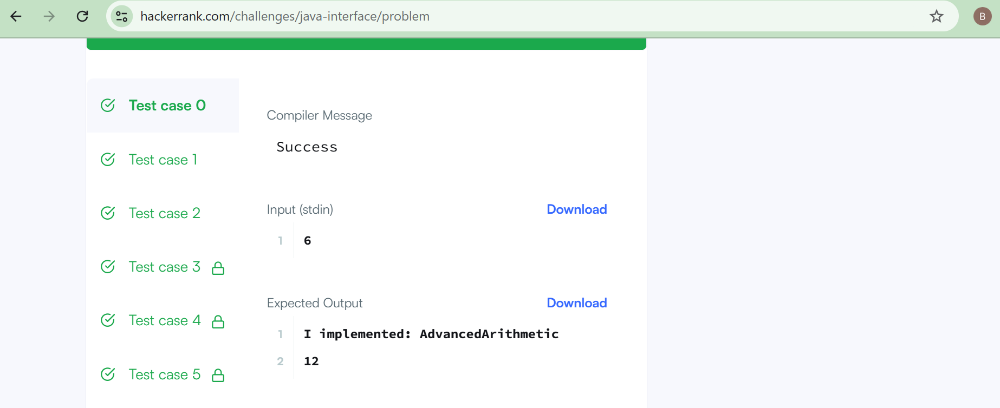 hackerrank.com/challenges/java-interface/problem
B
Test case 0
Test case 1
Test case 2
Test case 3
Test case 4
Test case 5
Compiler Message
Success
Input (stdin)
Download
1 6
Expected Output
Download
1 I implemented: AdvancedArithmetic
2 12